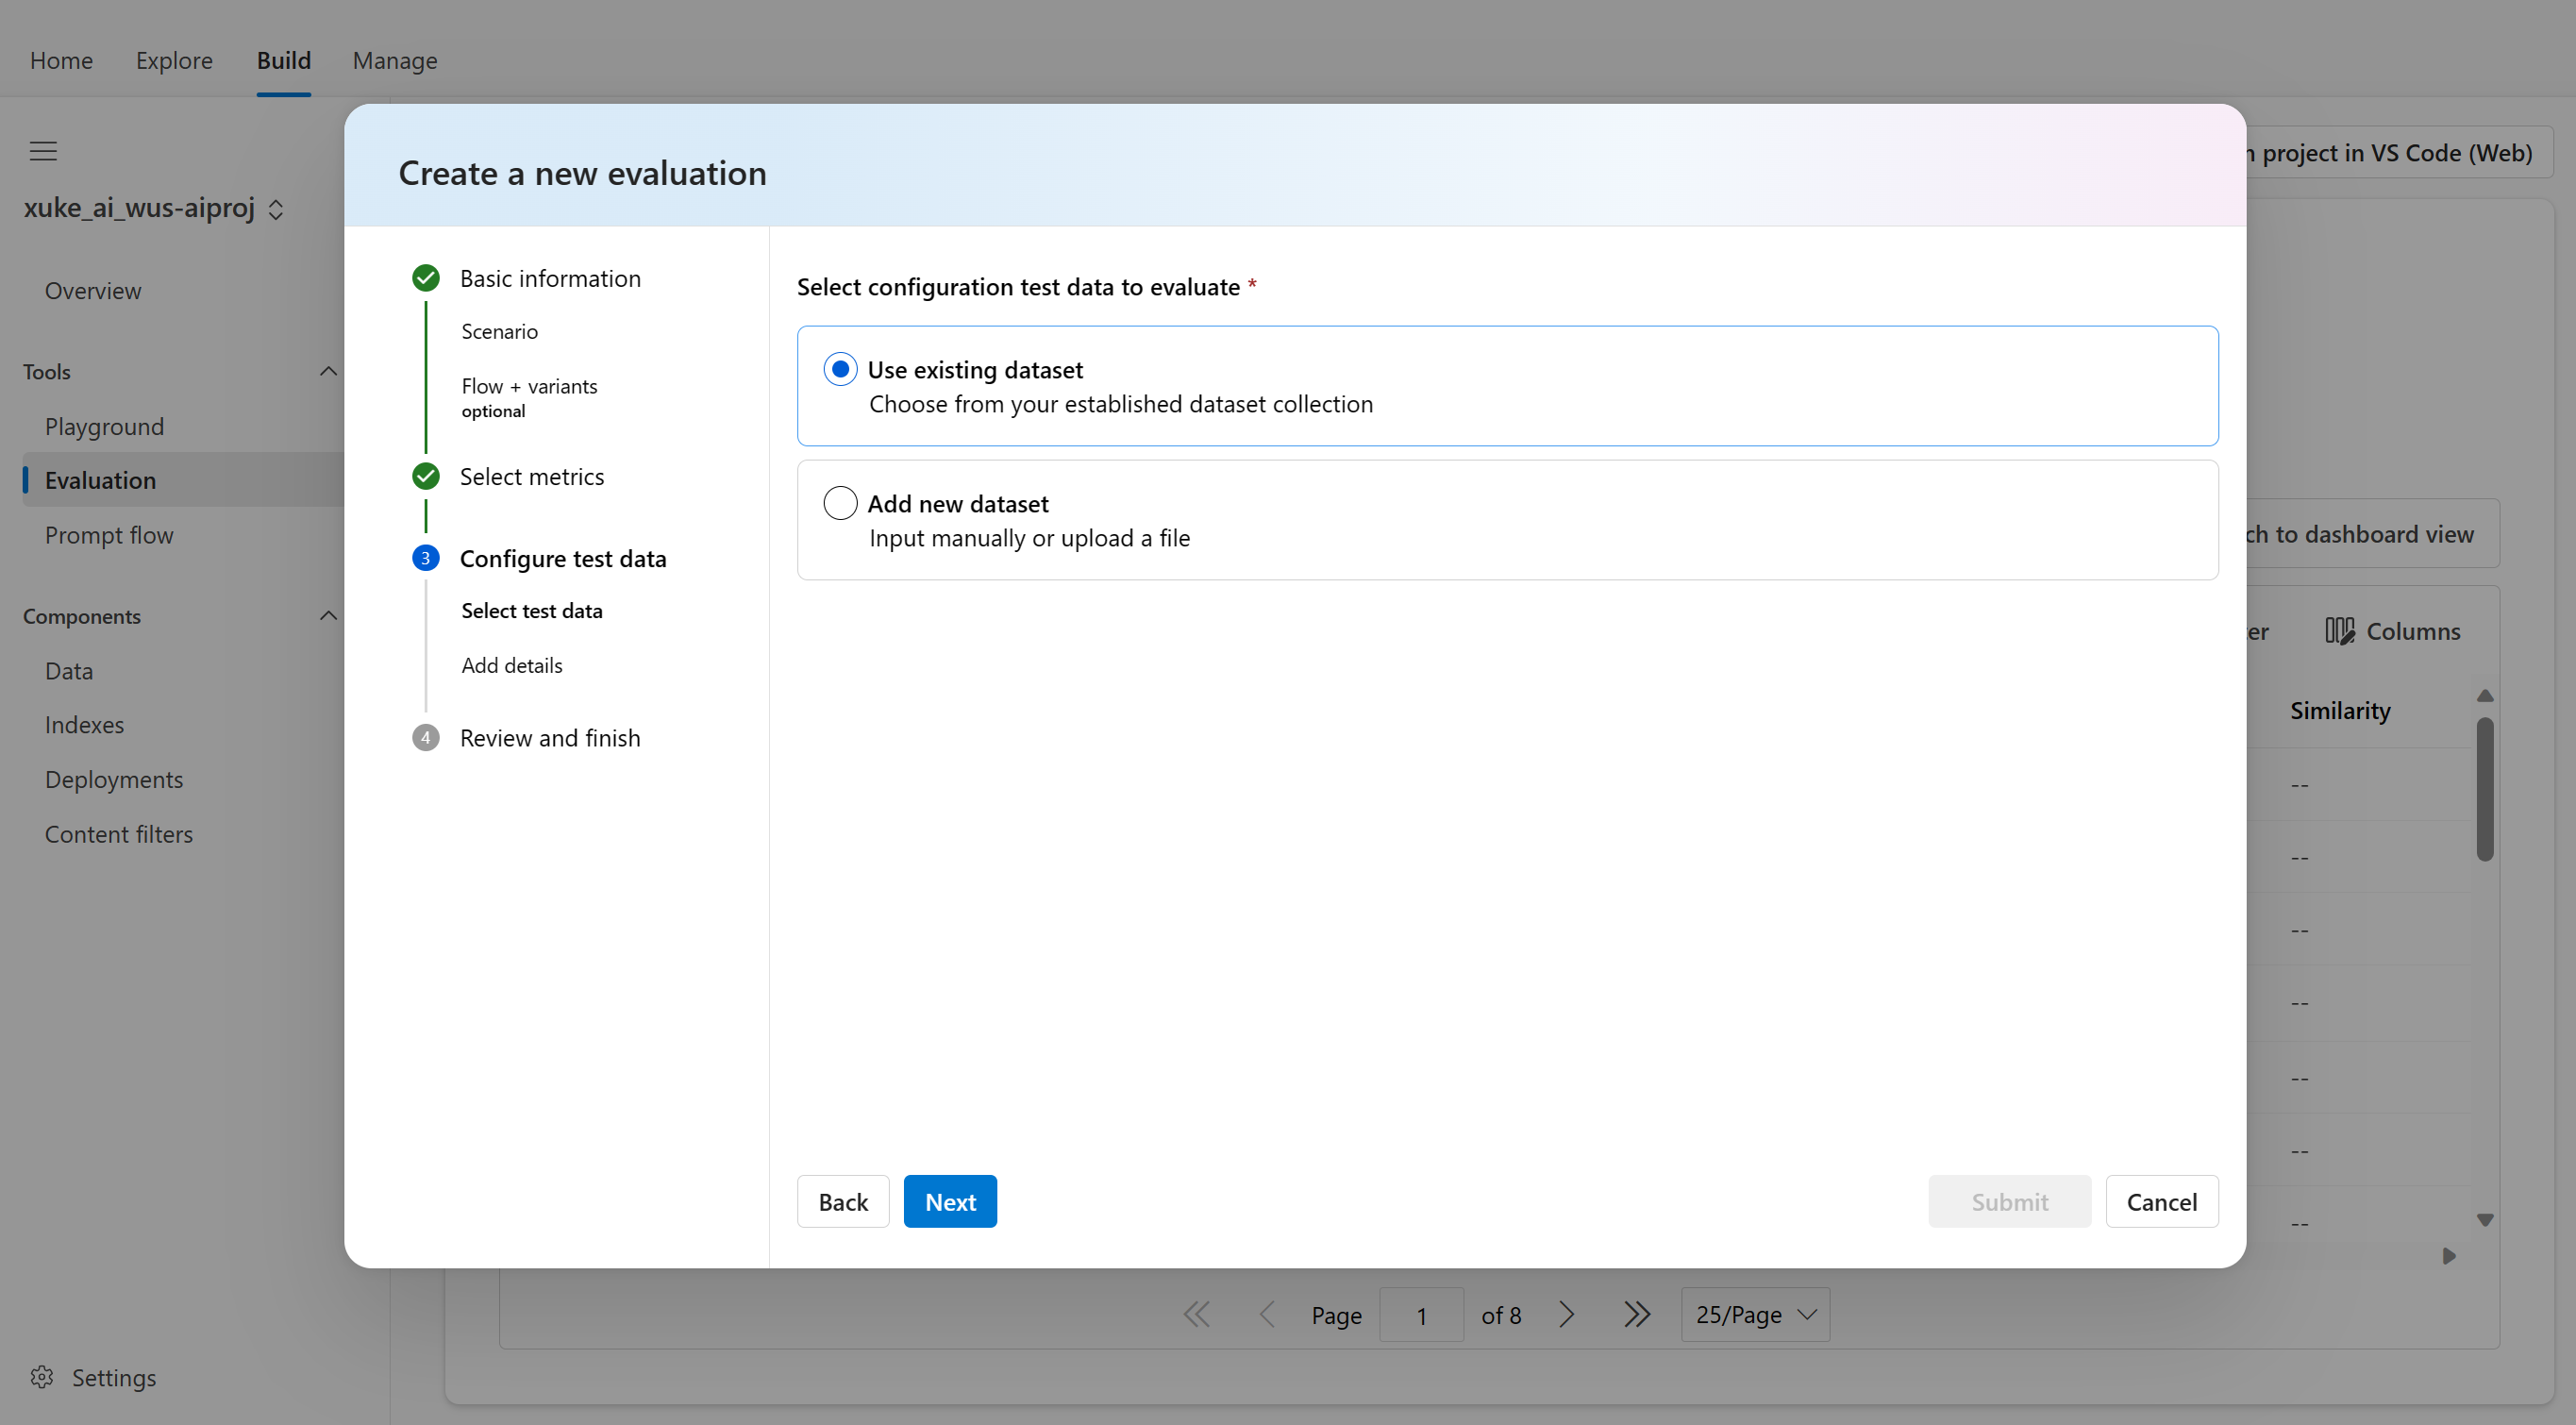 Home
Explore
Build
Manage
xuke_ai_wus-aiproj
Overview
Tools
Playground
Evaluation
Prompt flow
Components
Data
Indexes
Deployments
Content filters
Settings
Create a new evaluation
Basic information
Scenario
Flow + variants
optional
Select metrics
3 Configure test data
Select test data
Add details
4 Review and finish
Select configuration test data to evaluate *
Use existing dataset
Choose from your established dataset collection
Add new dataset
Input manually or upload a file
Back
Next
Submit
Cancel
project in VS Code (Web)
to dashboard view
Columns
Similarity
--
--
--
--
--
--
--
Page 1 of 8
25/Page